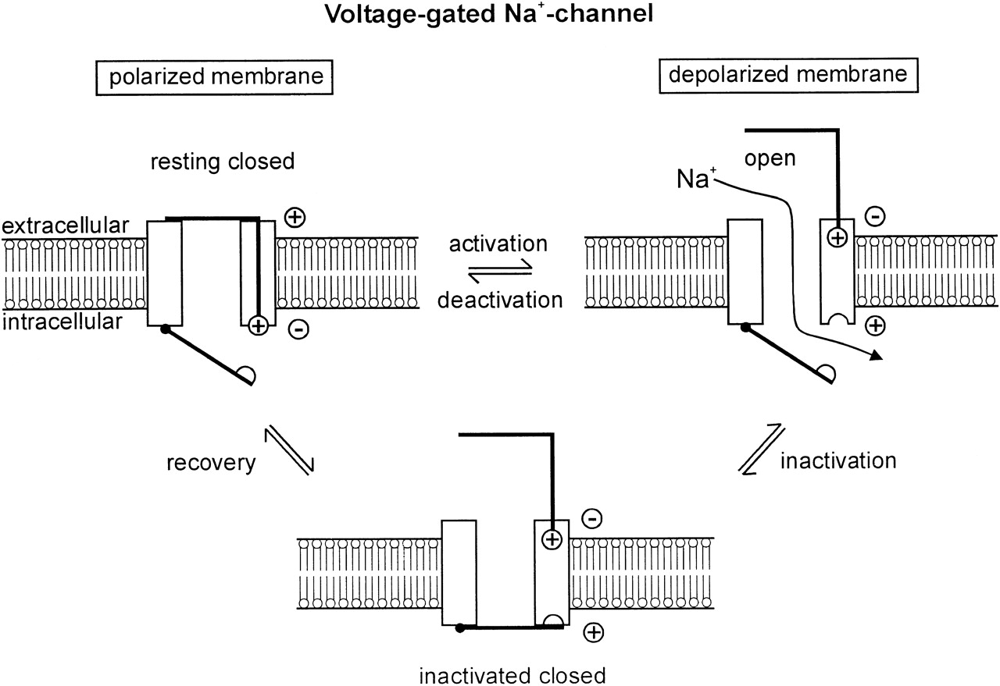 Voltage-gated Na⁺-channel
polarized membrane
depolarized membrane
resting closed
open
Na⁺
extracellular
intracellular
+
+
-
-
+
+
activation
deactivation
recovery
inactivation
-
+
+
inactivated closed